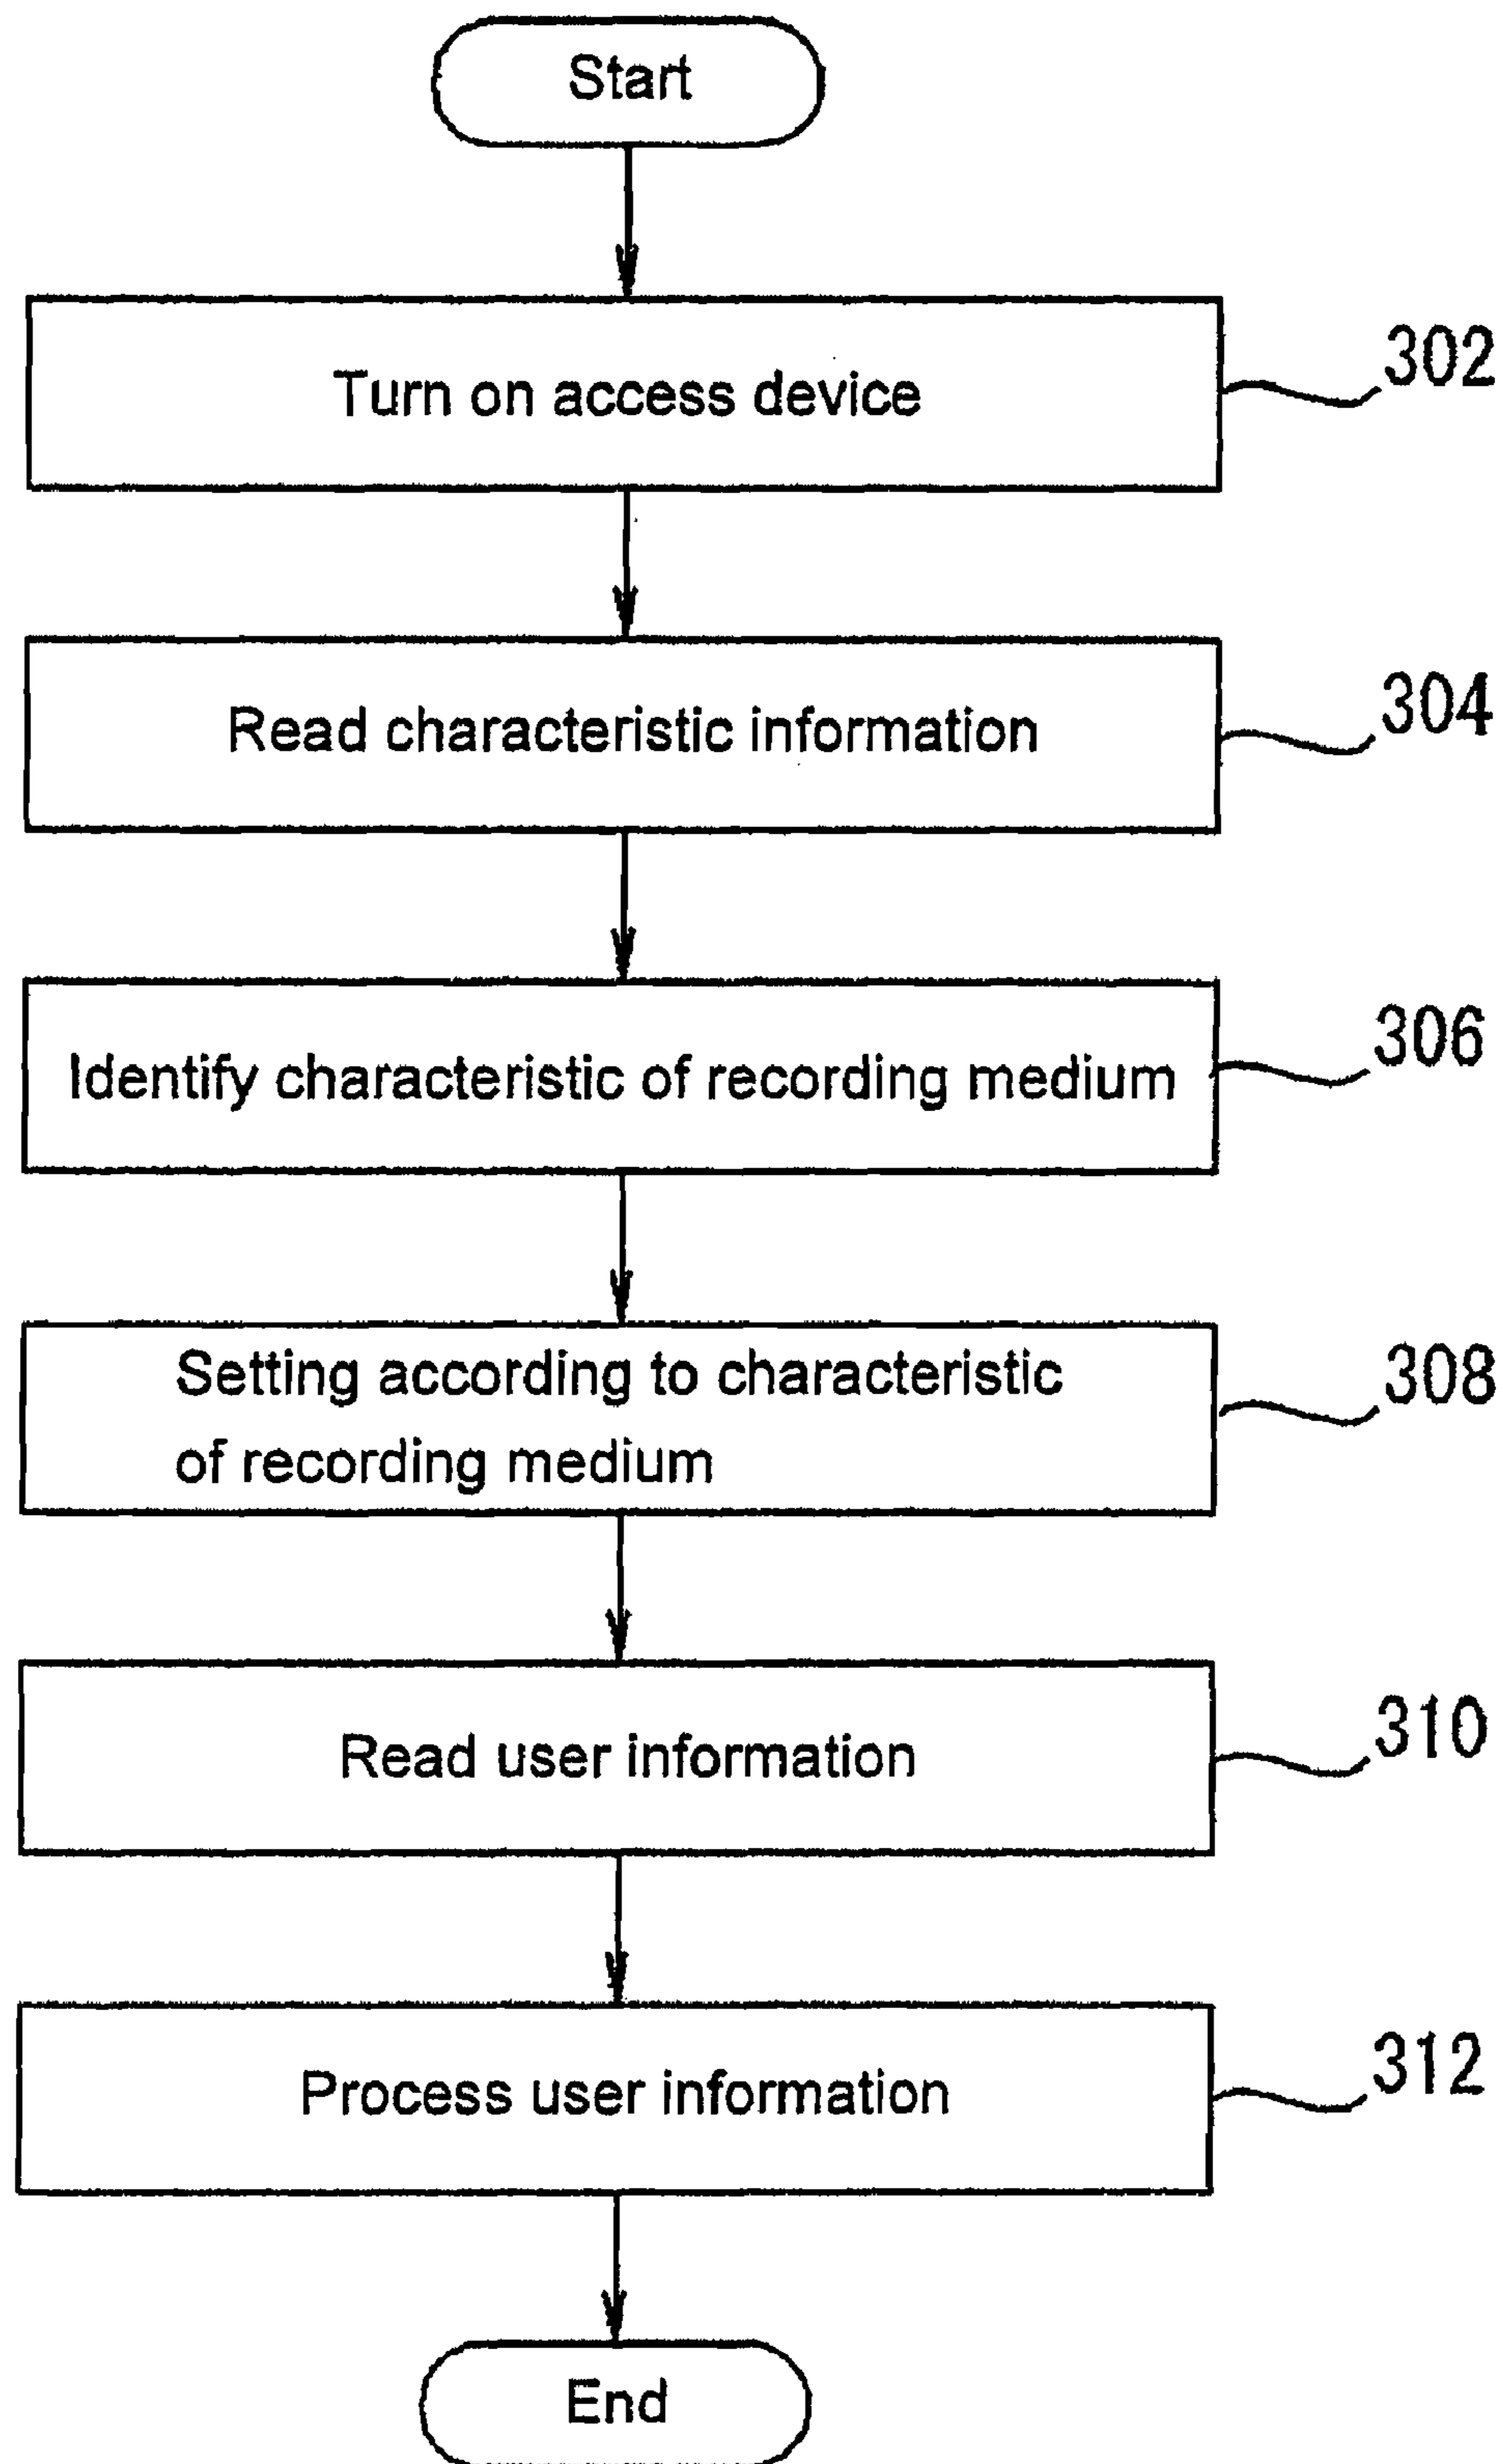 Start
Turn on access device
302
Read characteristic information
304
Identify characteristic of recording medium
306
Setting according to characteristic
of recording medium
308
Read user information
310
Process user information
312
End